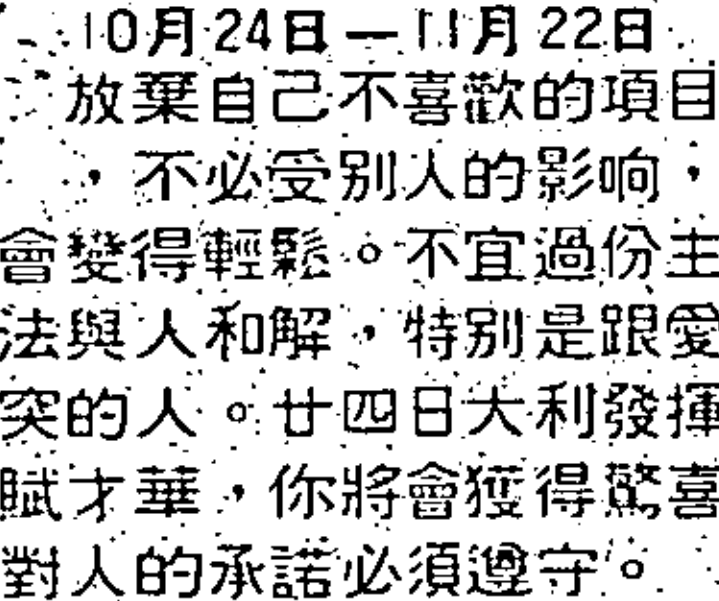 10月24日—11月22日
放棄自己不喜歡的項目
，不必受别人的影响，
會變得輕鬆。不宜過份主
法與人和解，特别是跟愛
突的人。廿四日大利發揮
賦才華，你將會獲得驚喜
對人的承諾必須遵守。